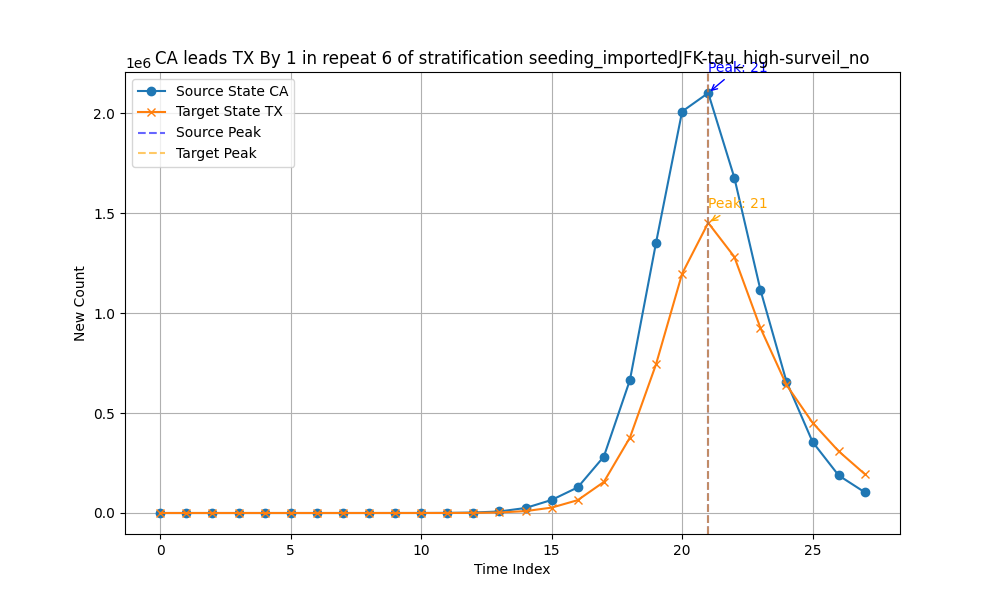 CA leads TX By 1 in repeat 6 of stratification seeding_importedJFK-tau_high-surveil_no
1e6
Peak: 21
Source State CA
Target State TX
Source Peak
Target Peak
Peak: 21
2.0
1.5
1.0
0.5
0.0
New Count
0
5
10
15
20
25
Time Index